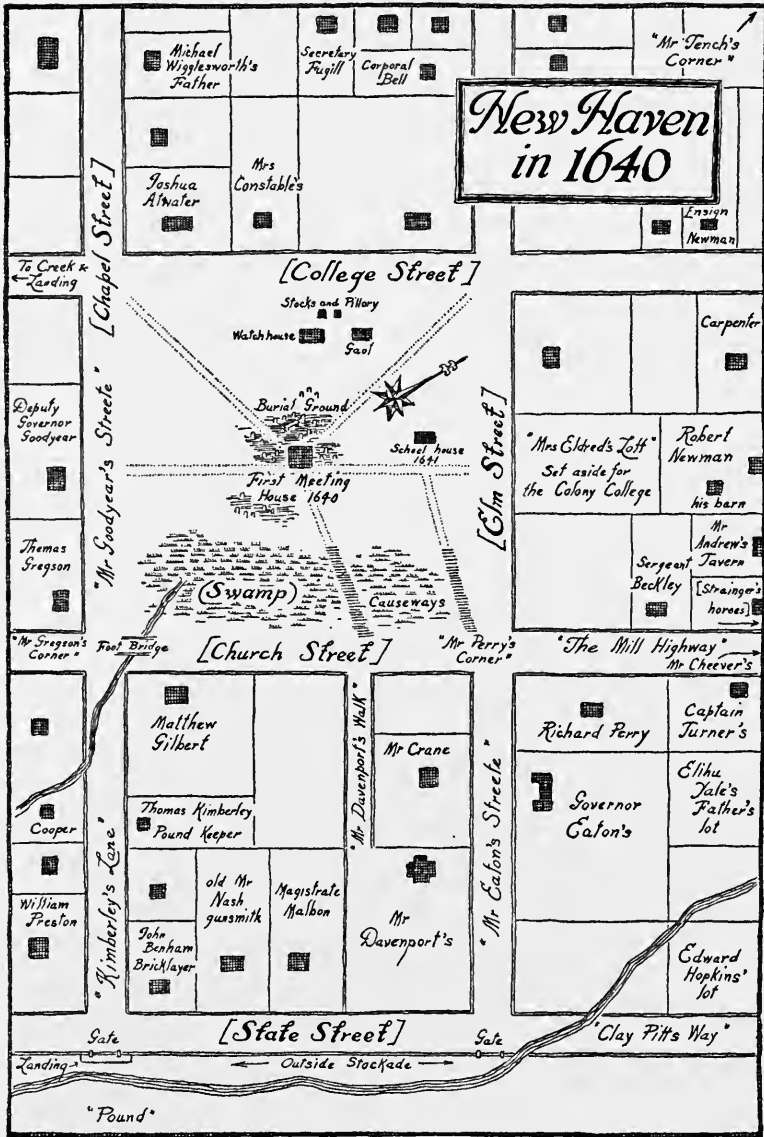 "Mr Tench's
Corner"
Michael
Wigglesworth's
Father
Secretary
Fugill
Corporal
Bell
New Haven
in 1640
Joshua
Atwater
Mrs
Constable's
Ensign
Newman
To Creek &
Landing
[Chapel Street]
[College Street]
Stocks and Pillory
Watch house
Gaol
Carpenter
Burial Ground
School house
1641
First Meeting
House 1640
[Elm Street]
Deputy
Governor
Goodyear
"Mr Goodyear's Streete"
"Mrs Eldred's Lott"
Set aside for
the Colony College
Robert
Newman
his barn
Thomas
Gregson
(Swamp)
Causeways
Sergeant
Beckley
Mr
Andrew's
Tavern
[Strainger's
horses]
"Mr Gregson's
Corner"
Foot Bridge
[Church Street]
"Mr Perry's
Corner"
"The Mill Highway"
Mr Cheever's
Matthew
Gilbert
"Mr Davenport's Walk"
Mr Crane
Richard Perry
Captain
Turner's
Cooper
Thomas Kimberley
Pound Keeper
"Mr Eaton's Streete"
Governor
Eaton's
Elihu
Yale's
Father's
lot
William
Preston
"Kimberley's Lane"
John
Benham
Bricklayer
old Mr
Nash
gunsmith
Magistrate
Malbon
Mr
Davenport's
Edward
Hopkins'
lot
Gate
[State Street]
Gate
"Clay Pitts Way"
Landing
Outside Stockade
"Pound"